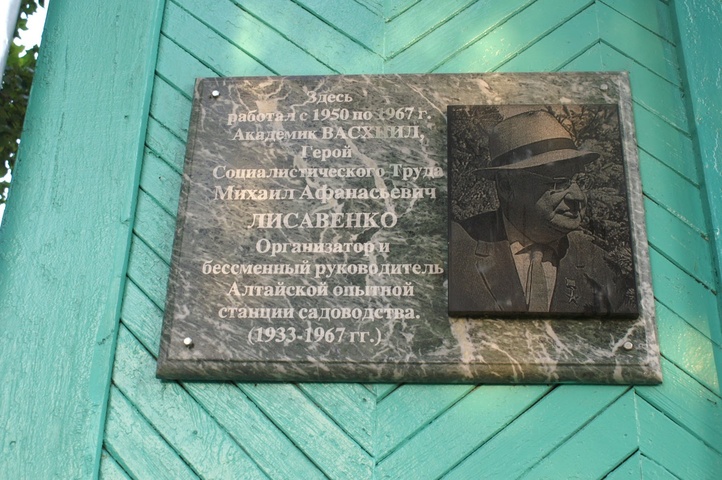 Здесь
работал с 1950 по 1967 г.
Академик ВАСХНИЛ,
Герой
Социалистического Труда
Михаил Афанасьевич
ЛИСАВЕНКО
Организатор и
бессменный руководитель
Алтайской опытной
станции садоводства.
(1933-1967 гг.)